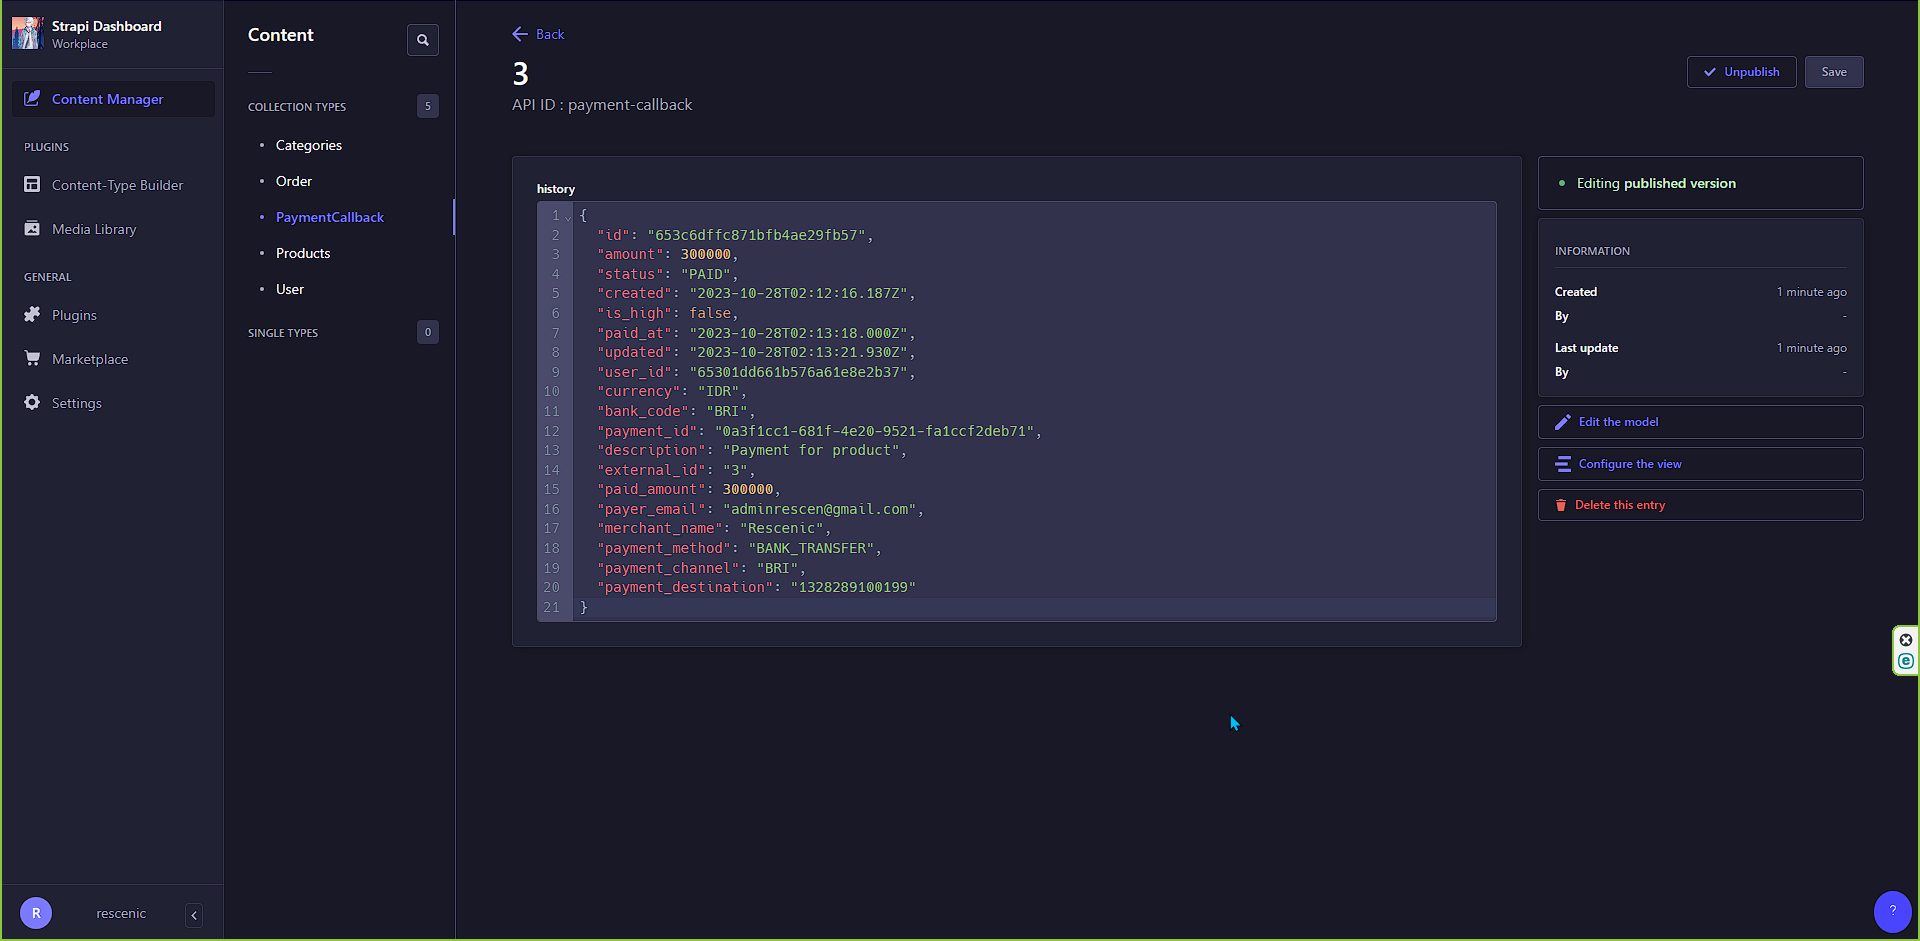 Strapi Dashboard
Workplace
Content Manager
PLUGINS
Content-Type Builder
Media Library
GENERAL
Plugins
Marketplace
Settings
R
rescenic
Content
COLLECTION TYPES
5
Categories
Order
PaymentCallback
Products
User
SINGLE TYPES
0
Back
3
API ID : payment-callback
Unpublish
Save
history
1 {
2 "id": "653c6dffc871bfb4ae29fb57",
3 "amount": 300000,
4 "status": "PAID",
5 "created": "2023-10-28T02:12:16.187Z",
6 "is_high": false,
7 "paid_at": "2023-10-28T02:13:18.000Z",
8 "updated": "2023-10-28T02:13:21.930Z",
9 "user_id": "65301dd661b576a61e8e2b37",
10 "currency": "IDR",
11 "bank_code": "BRI",
12 "payment_id": "0a3f1cc1-681f-4e20-9521-fa1ccf2deb71",
13 "description": "Payment for product",
14 "external_id": "3",
15 "paid_amount": 300000,
16 "payer_email": "adminrescen@gmail.com",
17 "merchant_name": "Rescenic",
18 "payment_method": "BANK_TRANSFER",
19 "payment_channel": "BRI",
20 "payment_destination": "1328289100199"
21 }
Editing published version
INFORMATION
Created 1 minute ago
By -
Last update 1 minute ago
By -
Edit the model
Configure the view
Delete this entry
e
?